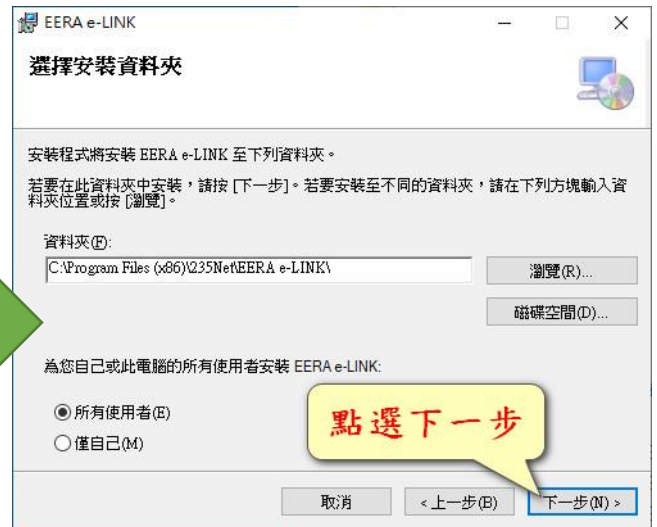 EERA e-LINK
選擇安裝資料夾
安裝程式將安裝 EERA e-LINK 至下列資料夾。
若要在此資料夾中安裝，請按 [下一步]。若要安裝至不同的資料夾，請在下列方塊輸入資
料夾位置或按 [瀏覽]。
資料夾(F):
C:\Program Files (x86)\235Net\EERA e-LINK\
瀏覽(R)...
磁碟空間(D)...
為您自己或此電腦的所有使用者安裝 EERA e-LINK:
所有使用者(E)
僅自己(M)
點選下一步
取消
<上一步(B)
下一步(N) >